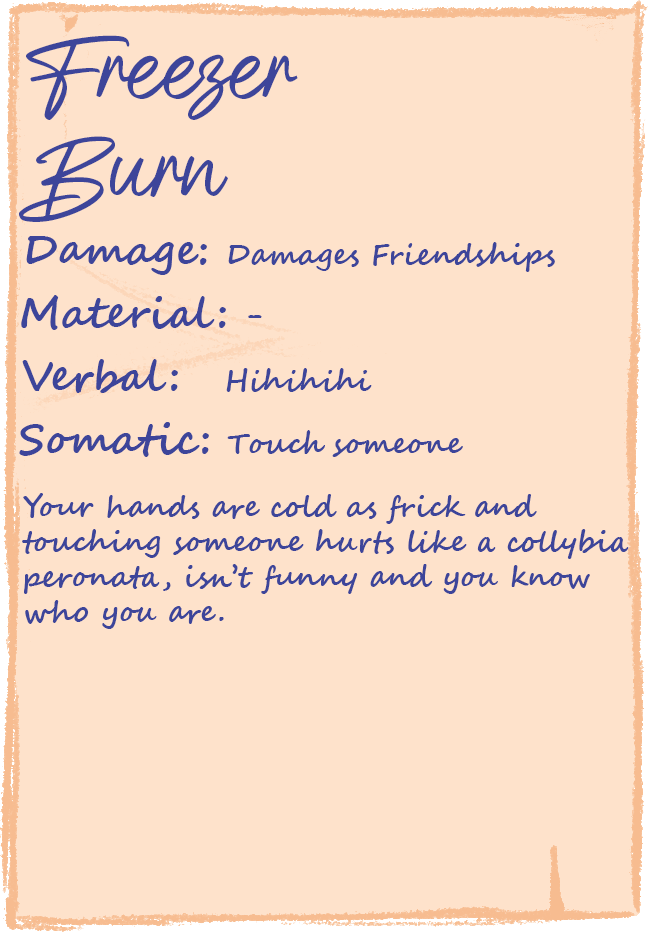 Freezer
Burn
Damage: Damages Friendships
Material: -
Verbal: Hihihihi
Somatic: Touch someone
Your hands are cold as frick and
touching someone hurts like a collybia
peronata, isn't funny and you know
who you are.